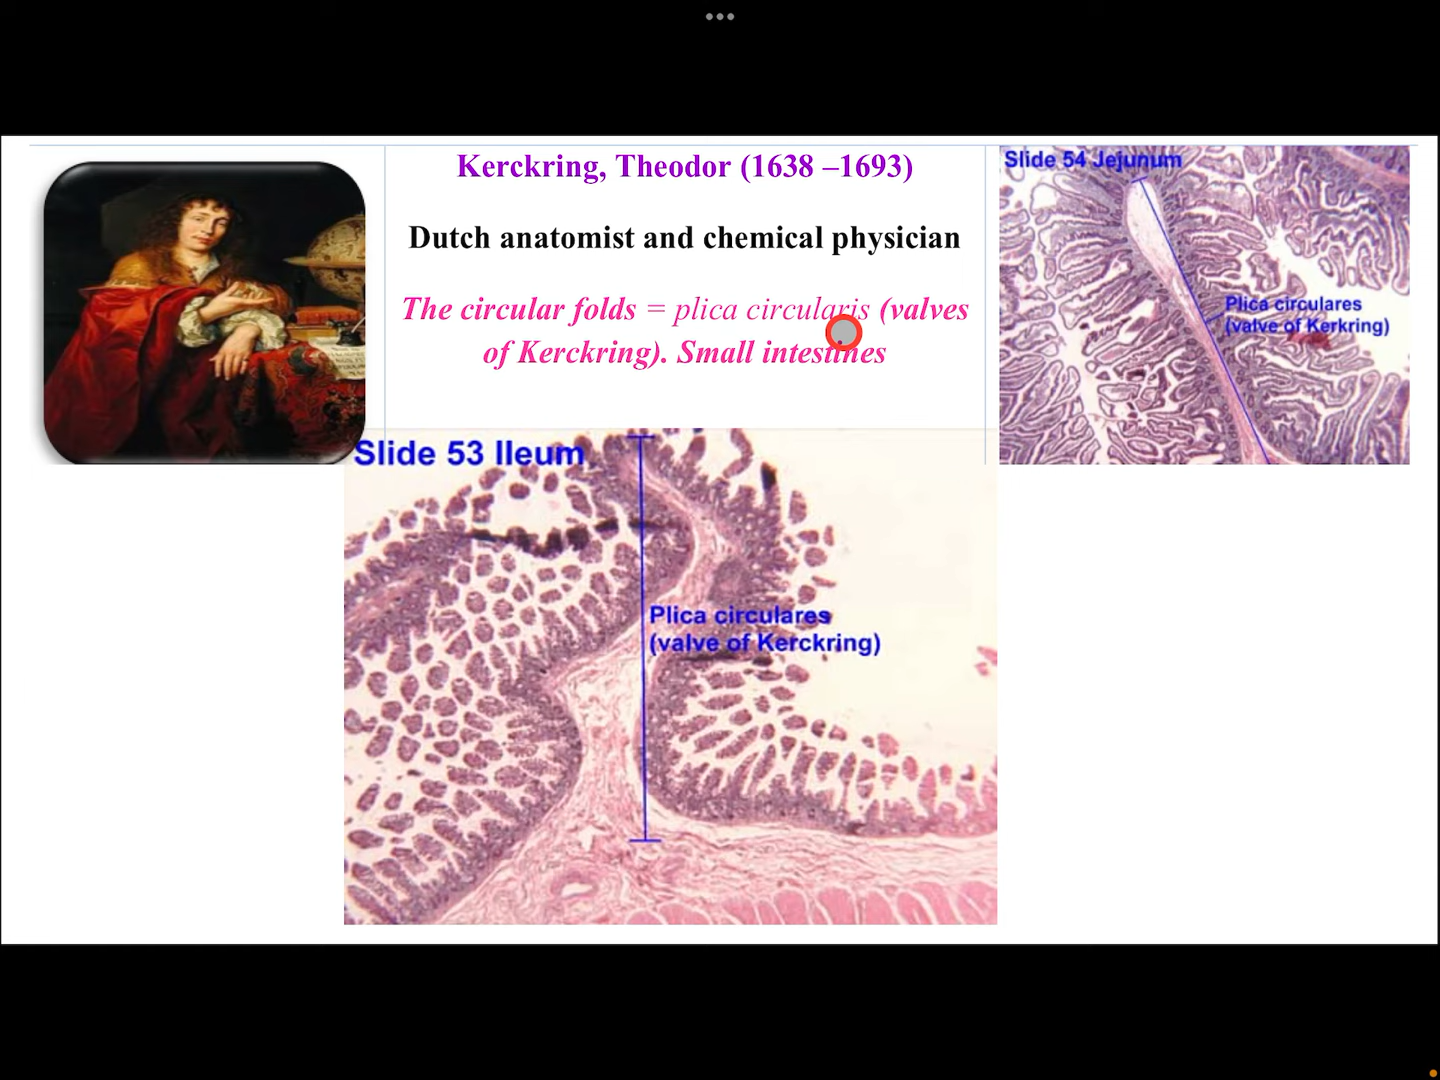 Kerckring, Theodor (1638 –1693)
Dutch anatomist and chemical physician
The circular folds = plica circularis (valves
of Kerckring). Small intestines
Slide 54 Jejunum
Plica circulares
(valve of Kerkring)
Slide 53 Ileum
Plica circulares
(valve of Kerckring)